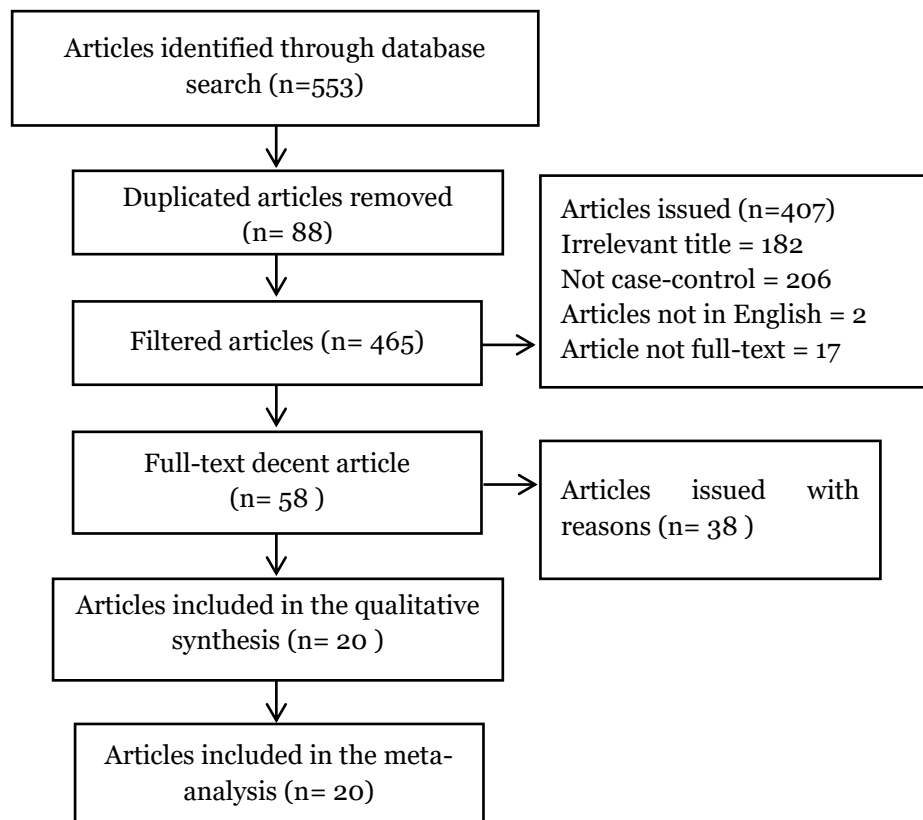 Articles identified through database
search (n=553)
Duplicated articles removed
(n= 88)
Articles issued (n=407)
Irrelevant title = 182
Not case-control = 206
Articles not in English = 2
Article not full-text = 17
Filtered articles (n= 465)
Full-text decent article
(n= 58 )
Articles issued with
reasons (n= 38 )
Articles included in the qualitative
synthesis (n= 20 )
Articles included in the meta-
analysis (n= 20)